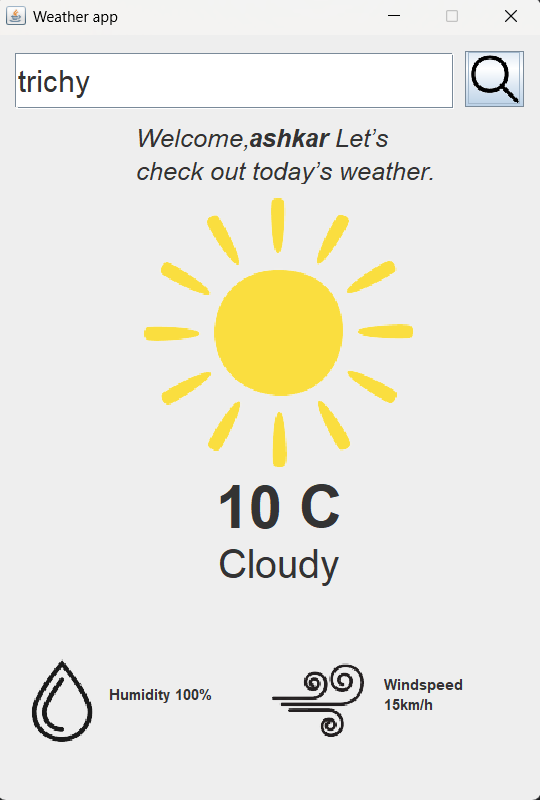 Weather app
trichy
Welcome,ashkar Let's
check out today's weather.
10 C
Cloudy
Humidity 100%
Windspeed
15km/h